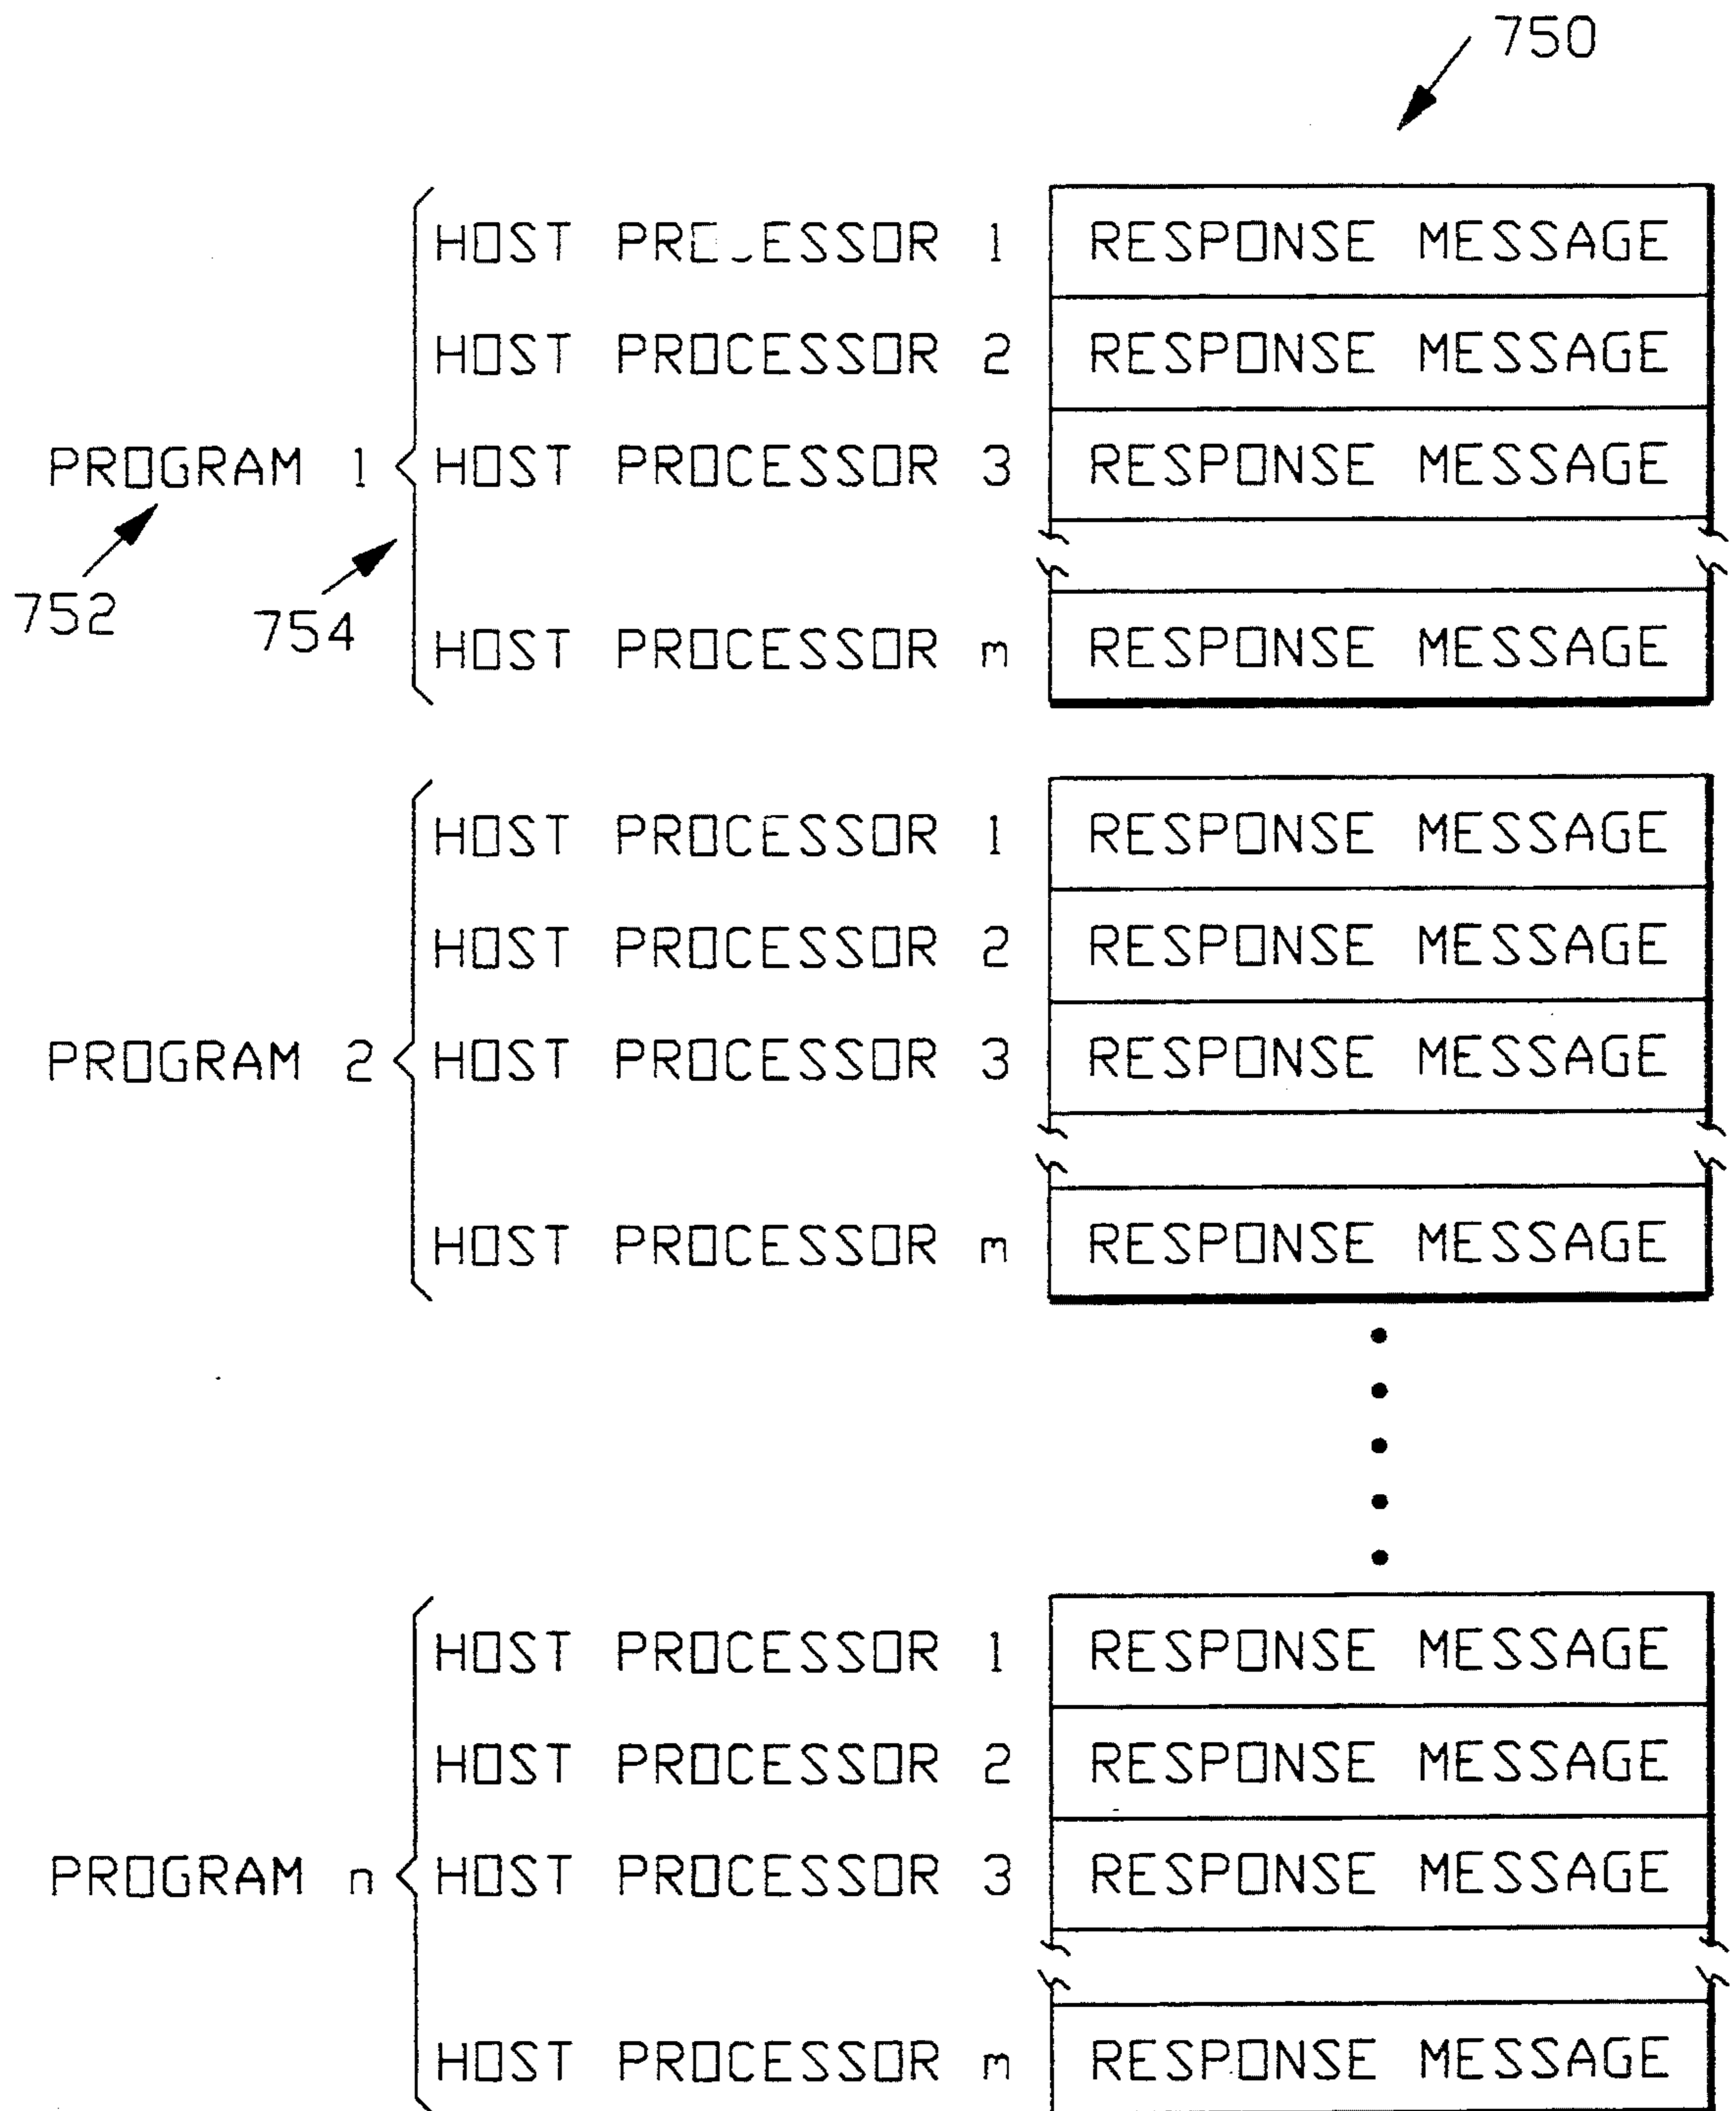 750
HOST PROCESSOR 1 RESPONSE MESSAGE
HOST PROCESSOR 2 RESPONSE MESSAGE
PROGRAM 1 HOST PROCESSOR 3 RESPONSE MESSAGE
752 754
HOST PROCESSOR m RESPONSE MESSAGE
HOST PROCESSOR 1 RESPONSE MESSAGE
HOST PROCESSOR 2 RESPONSE MESSAGE
PROGRAM 2 HOST PROCESSOR 3 RESPONSE MESSAGE
HOST PROCESSOR m RESPONSE MESSAGE
HOST PROCESSOR 1 RESPONSE MESSAGE
HOST PROCESSOR 2 RESPONSE MESSAGE
PROGRAM n HOST PROCESSOR 3 RESPONSE MESSAGE
HOST PROCESSOR m RESPONSE MESSAGE